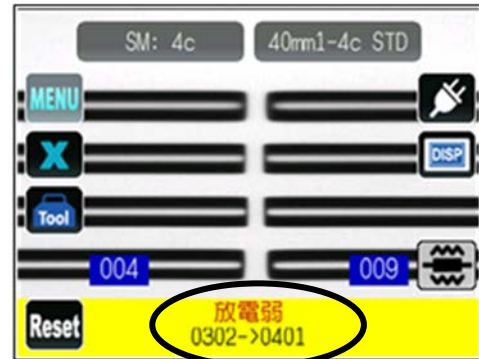 SM: 4c
40mm1-4c STD
MENU
X
DISP
Tool
004
009
Reset
放電弱
0302->0401